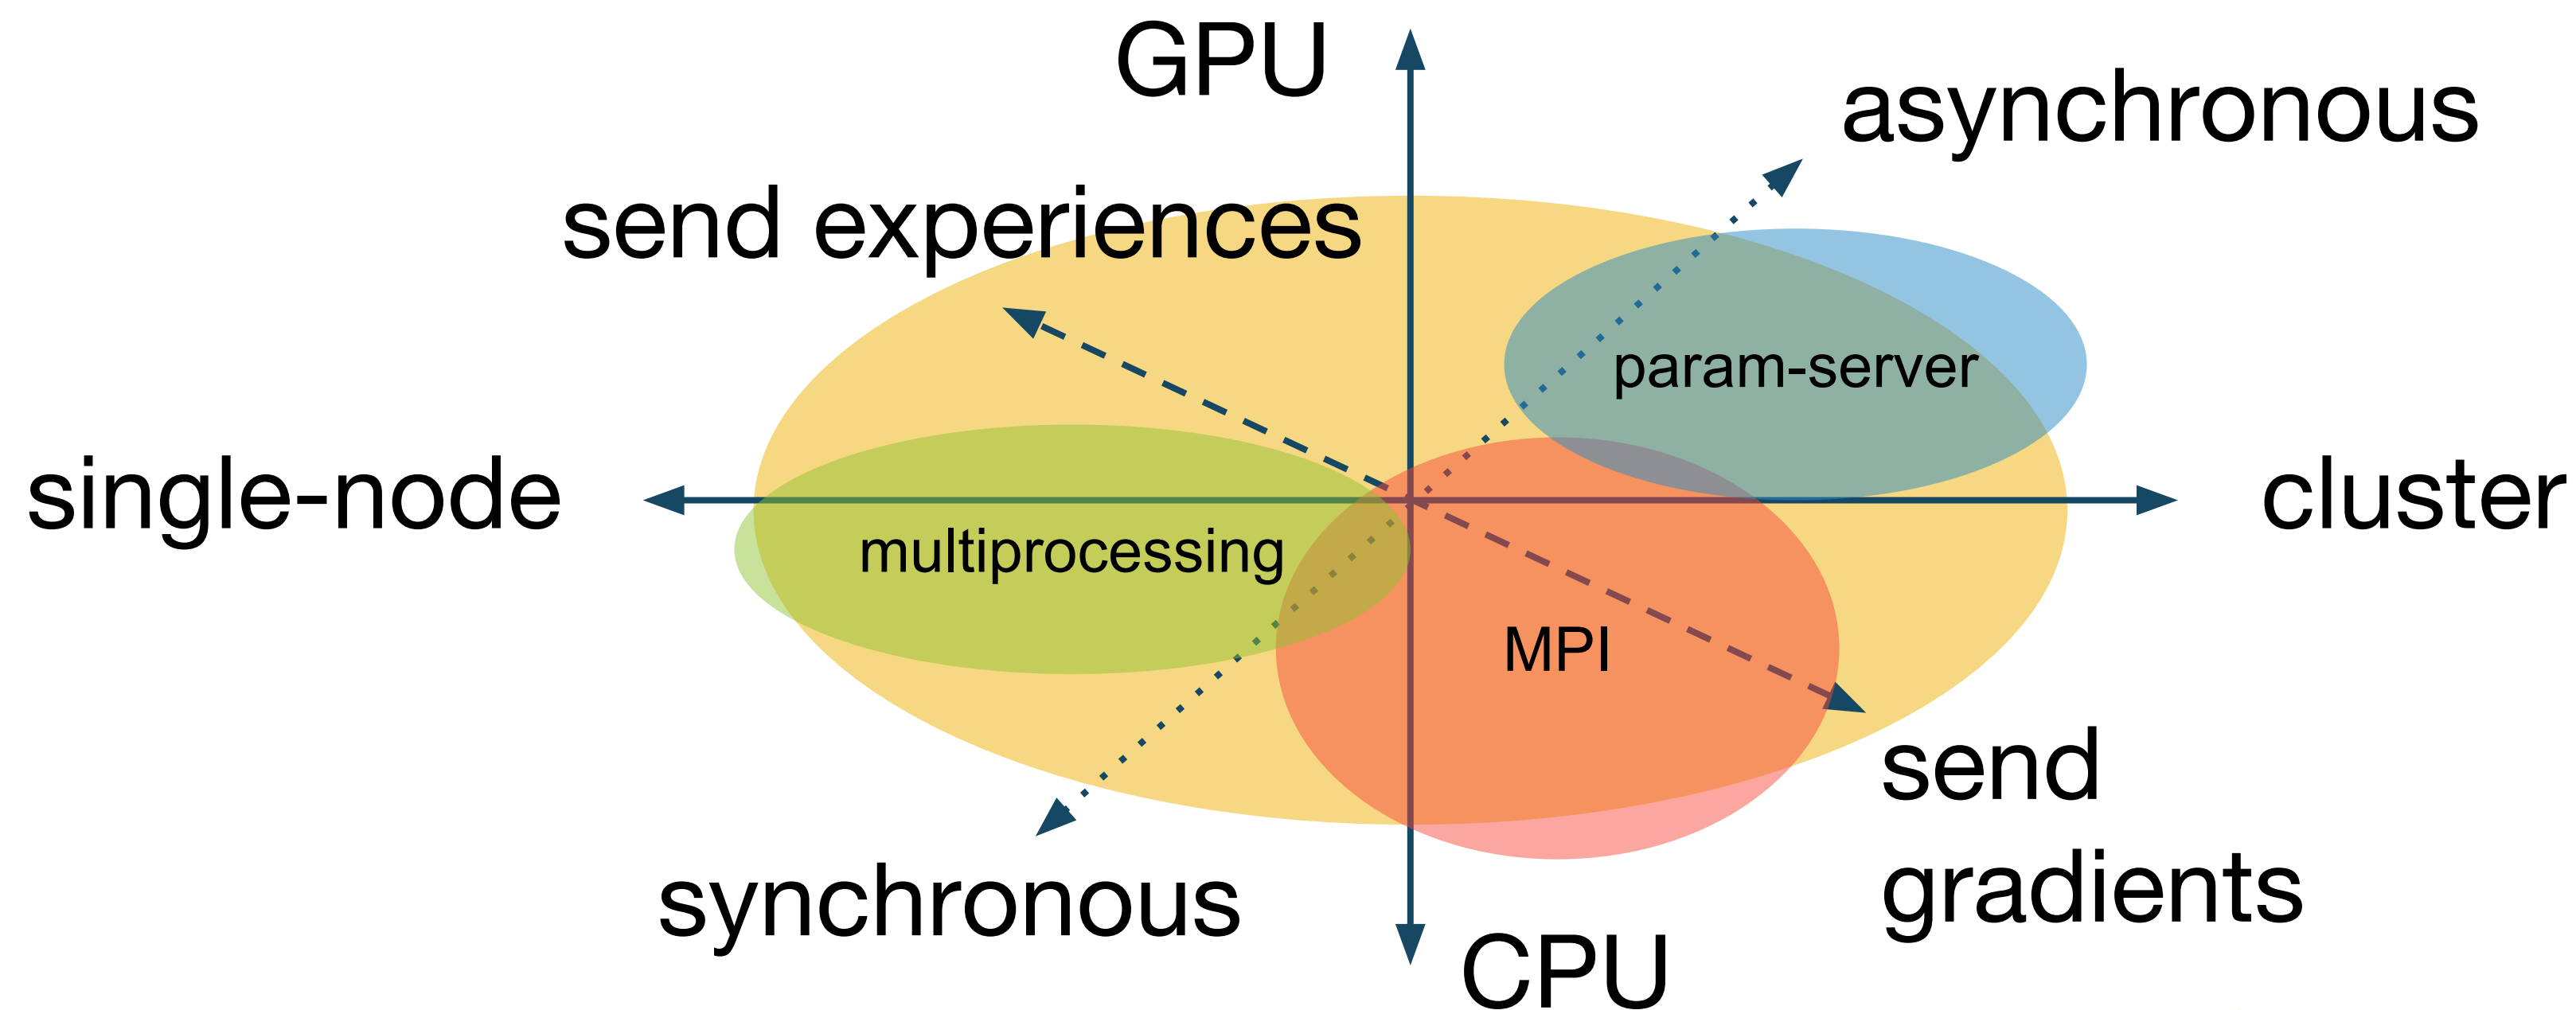 GPU
asynchronous
send experiences
param-server
single-node
cluster
multiprocessing
MPI
send
gradients
synchronous
CPU